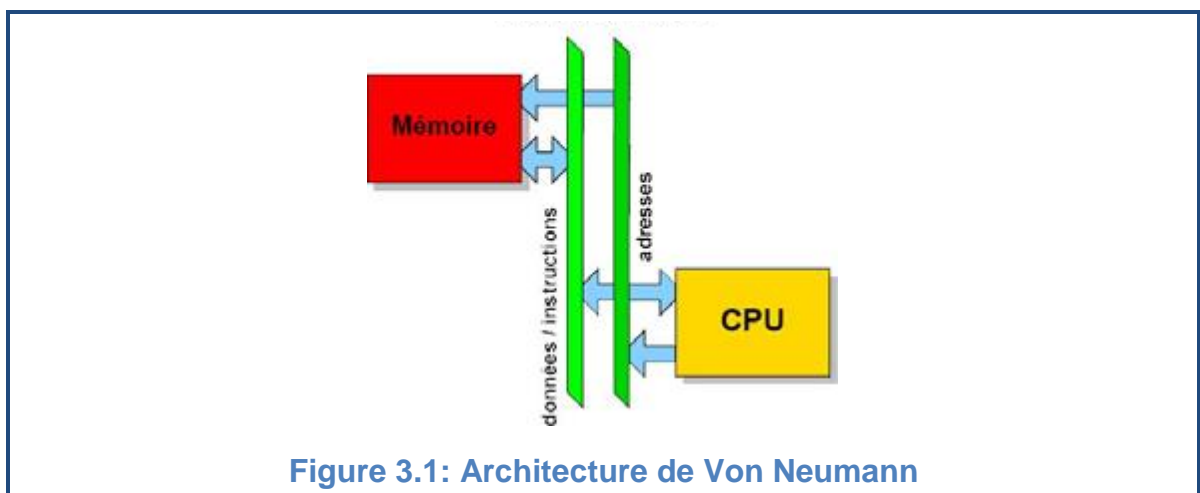 Mémoire
données / instructions
adresses
CPU
Figure 3.1: Architecture de Von Neumann